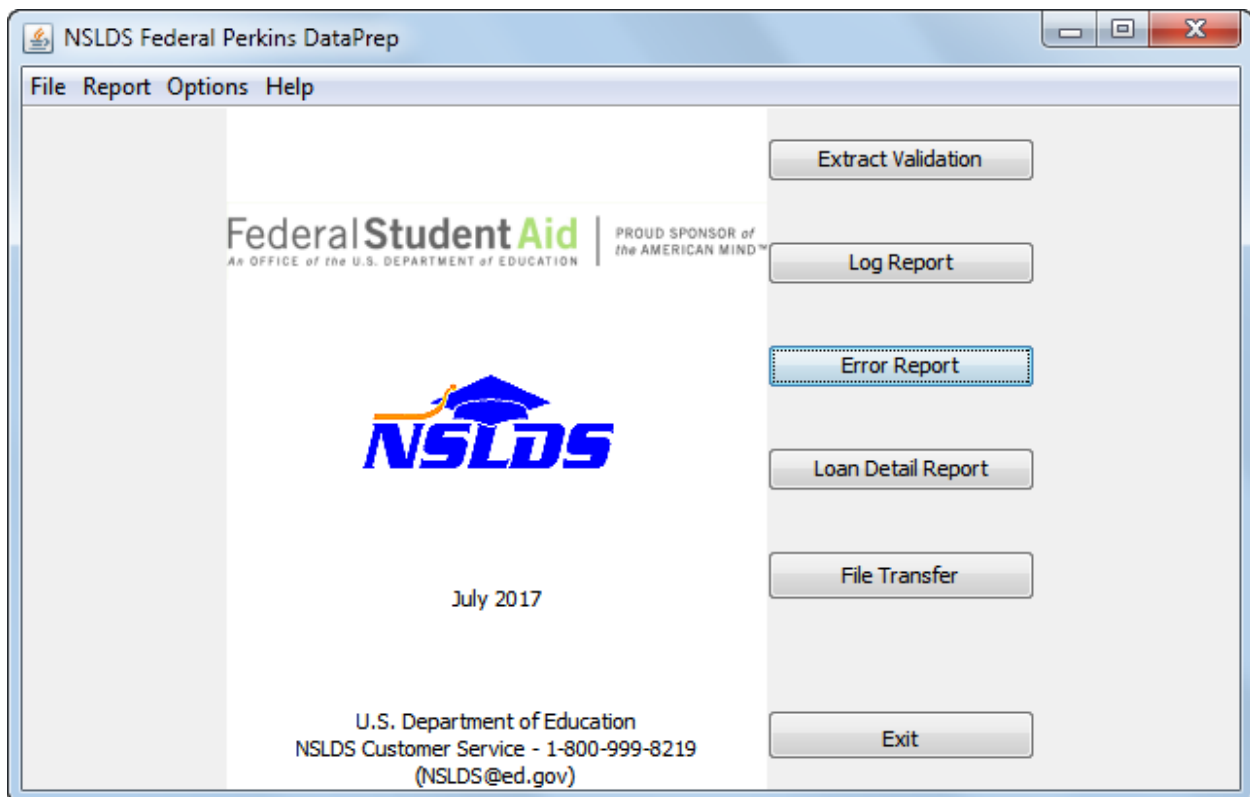 NSLDS Federal Perkins DataPrep
File Report Options Help
Extract Validation
Federal Student Aid
An OFFICE of the U.S. DEPARTMENT of EDUCATION
PROUD SPONSOR of
the AMERICAN MIND™
Log Report
Error Report
NSLDS
Loan Detail Report
File Transfer
July 2017
U.S. Department of Education
NSLDS Customer Service - 1-800-999-8219
(NSLDS@ed.gov)
Exit